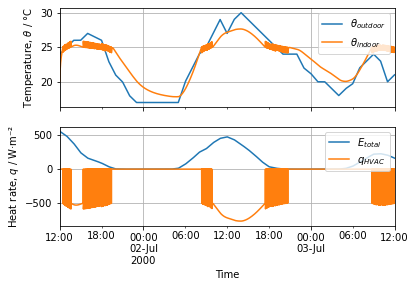 Temperature, θ / °C
30
25
20
θoutdoor
θindoor
Heat rate, q / W·m⁻²
500
0
−500
Etotal
qHVAC
12:00 18:00 00:00 06:00 12:00 18:00 00:00 06:00 12:00
02-Jul 03-Jul
2000
Time